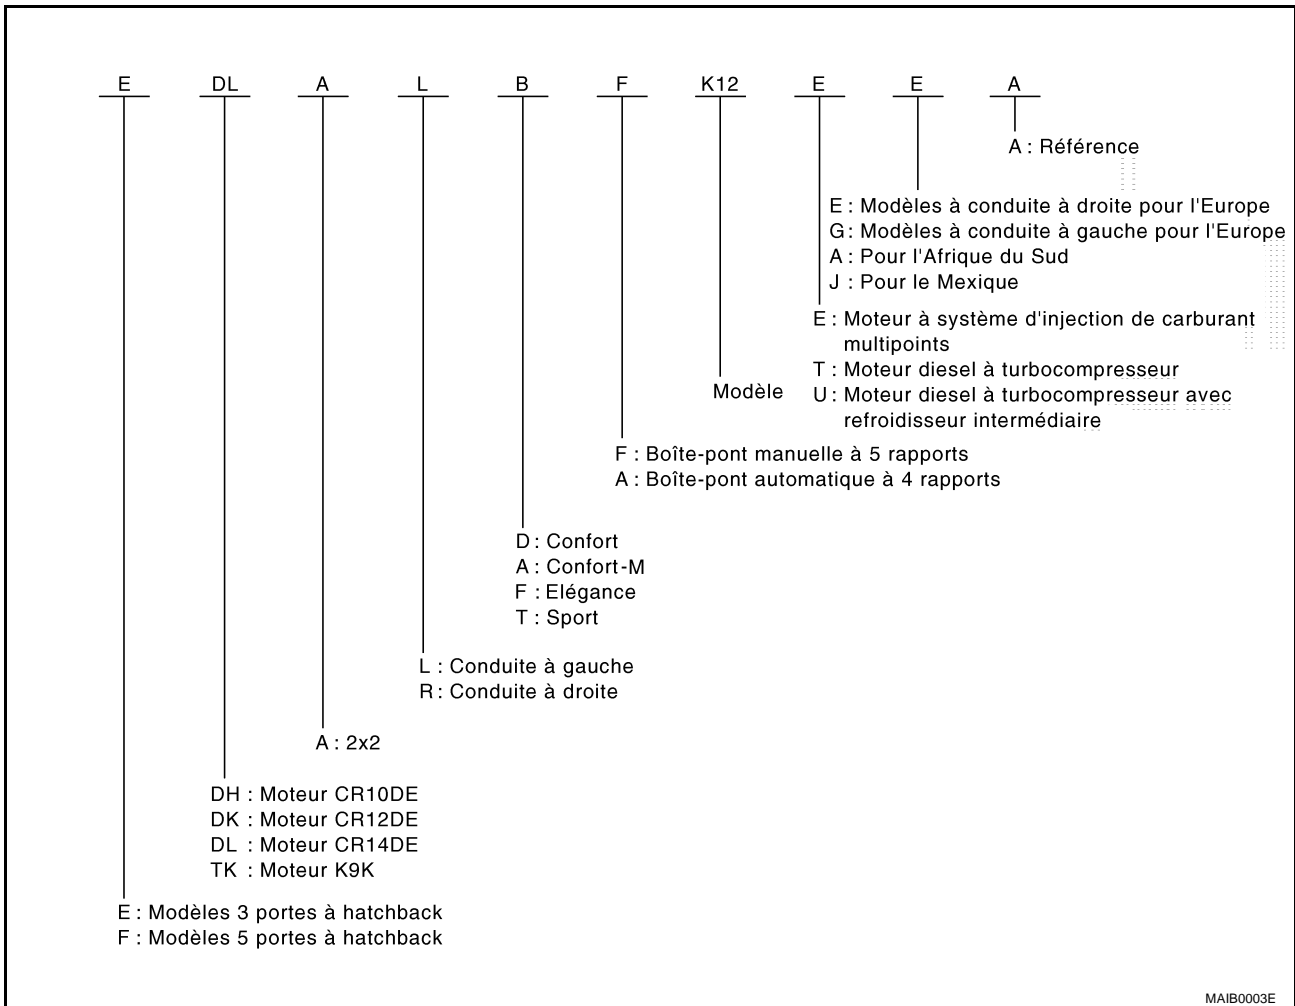 E DL A L B F K12 E E A
A : Référence
E : Modèles à conduite à droite pour l'Europe
G : Modèles à conduite à gauche pour l'Europe
A : Pour l'Afrique du Sud
J : Pour le Mexique
E : Moteur à système d'injection de carburant
multipoints
T : Moteur diesel à turbocompresseur
U : Moteur diesel à turbocompresseur avec
refroidisseur intermédiaire
Modèle
F : Boîte-pont manuelle à 5 rapports
A : Boîte-pont automatique à 4 rapports
D : Confort
A : Confort-M
F : Elégance
T : Sport
L : Conduite à gauche
R : Conduite à droite
A : 2x2
DH : Moteur CR10DE
DK : Moteur CR12DE
DL : Moteur CR14DE
TK : Moteur K9K
E : Modèles 3 portes à hatchback
F : Modèles 5 portes à hatchback
MAIB0003E